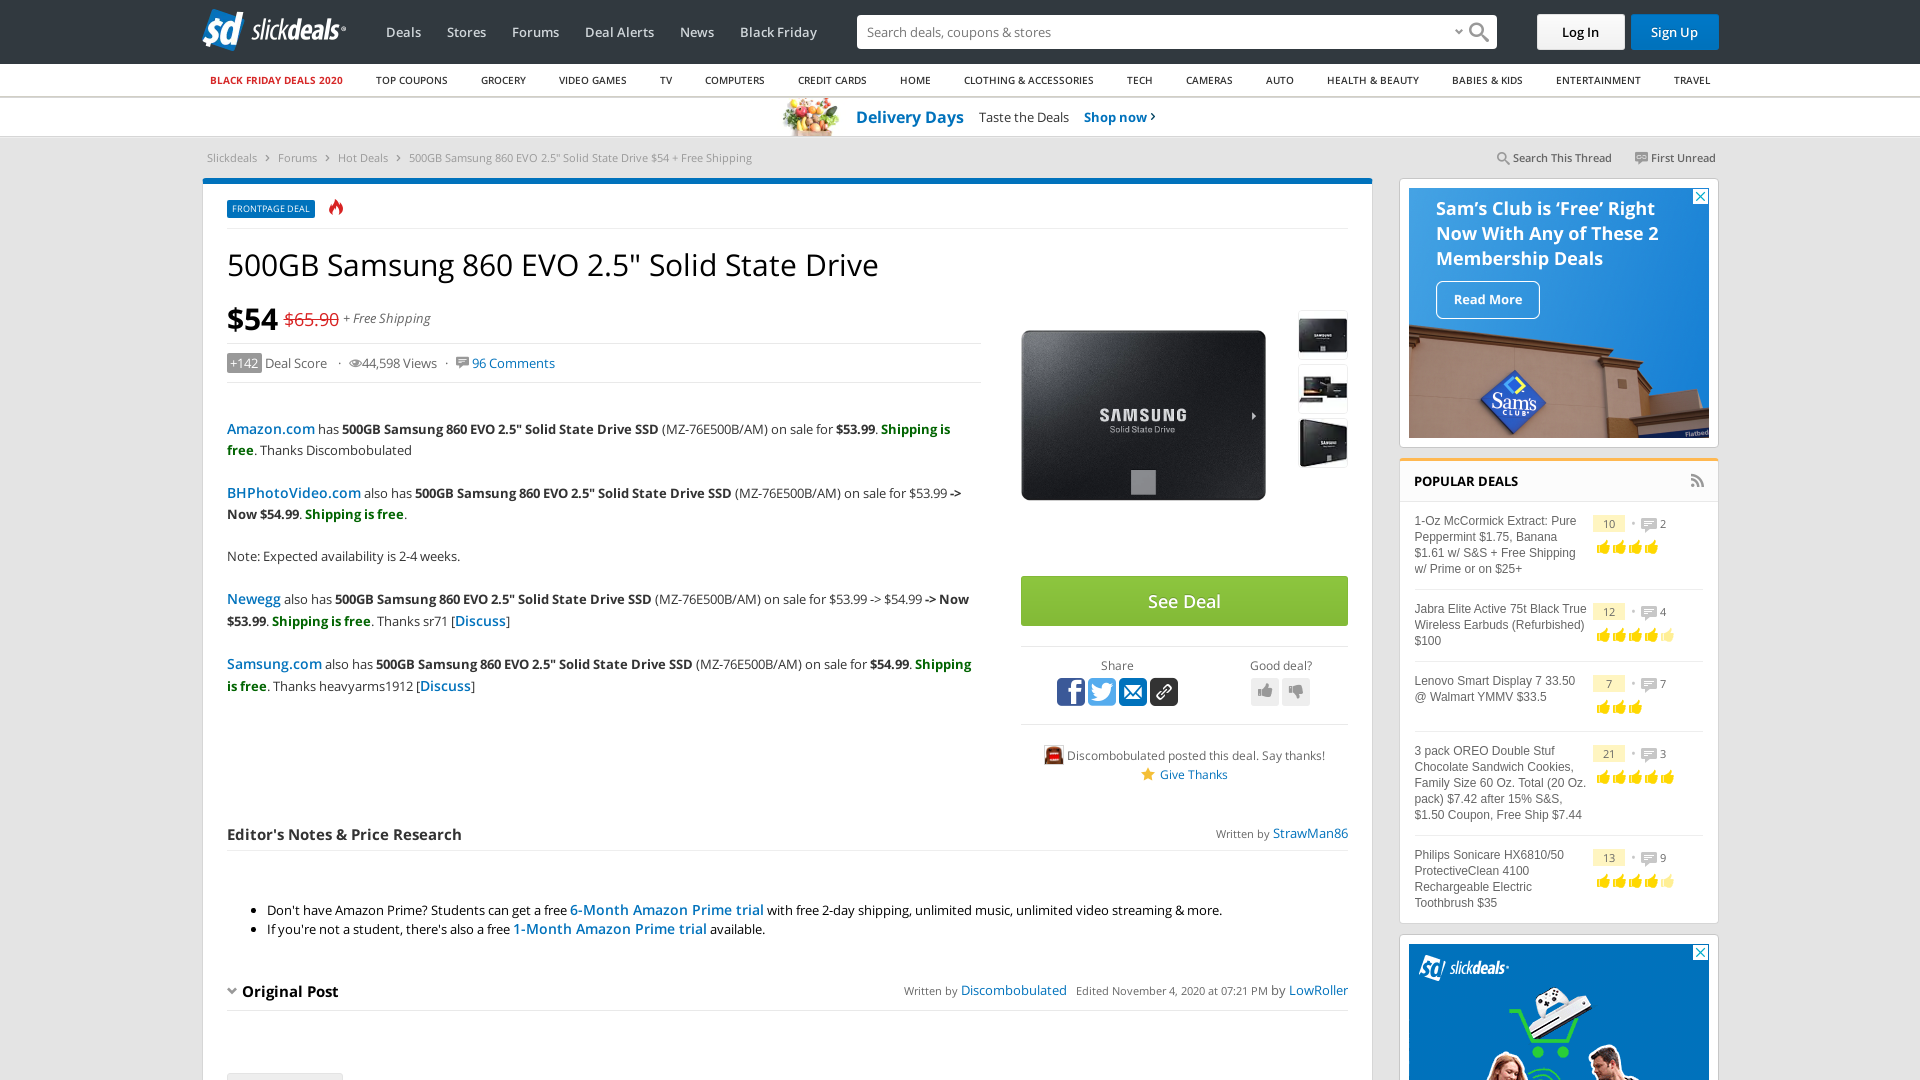 slickdeals
Deals Stores Forums Deal Alerts News Black Friday
Search deals, coupons & stores
Log In
Sign Up
BLACK FRIDAY DEALS 2020 TOP COUPONS GROCERY VIDEO GAMES TV COMPUTERS CREDIT CARDS HOME CLOTHING & ACCESSORIES TECH CAMERAS AUTO HEALTH & BEAUTY BABIES & KIDS ENTERTAINMENT TRAVEL
Delivery Days Taste the Deals Shop now
Slickdeals Forums Hot Deals 500GB Samsung 860 EVO 2.5" Solid State Drive $54 + Free Shipping
Search This Thread First Unread
FRONTPAGE DEAL
500GB Samsung 860 EVO 2.5" Solid State Drive
$54 $65.90 + Free Shipping
+142 Deal Score · 44,598 Views · 96 Comments
Amazon.com has 500GB Samsung 860 EVO 2.5" Solid State Drive SSD (MZ-76E500B/AM) on sale for $53.99. Shipping is
free. Thanks Discombobulated
BHPhotoVideo.com also has 500GB Samsung 860 EVO 2.5" Solid State Drive SSD (MZ-76E500B/AM) on sale for $53.99 ->
Now $54.99. Shipping is free.
Note: Expected availability is 2-4 weeks.
Newegg also has 500GB Samsung 860 EVO 2.5" Solid State Drive SSD (MZ-76E500B/AM) on sale for $53.99 -> $54.99 -> Now
$53.99. Shipping is free. Thanks sr71 [Discuss]
Samsung.com also has 500GB Samsung 860 EVO 2.5" Solid State Drive SSD (MZ-76E500B/AM) on sale for $54.99. Shipping
is free. Thanks heavyarms1912 [Discuss]
SAMSUNG
Solid State Drive
See Deal
Share
Good deal?
Discombobulated posted this deal. Say thanks!
Give Thanks
Editor's Notes & Price Research
Written by StrawMan86
Don't have Amazon Prime? Students can get a free 6-Month Amazon Prime trial with free 2-day shipping, unlimited music, unlimited video streaming & more.
If you're not a student, there's also a free 1-Month Amazon Prime trial available.
Original Post
Written by Discombobulated Edited November 4, 2020 at 07:21 PM by LowRoller
Sam's Club is 'Free' Right
Now With Any of These 2
Membership Deals
Read More
Sam's
CLUB
Flatbed
POPULAR DEALS
1-Oz McCormick Extract: Pure
Peppermint $1.75, Banana
$1.61 w/ S&S + Free Shipping
w/ Prime or on $25+
10 • 2
Jabra Elite Active 75t Black True
Wireless Earbuds (Refurbished)
$100
12 • 4
Lenovo Smart Display 7 33.50
@ Walmart YMMV $33.5
7 • 7
3 pack OREO Double Stuf
Chocolate Sandwich Cookies,
Family Size 60 Oz. Total (20 Oz.
pack) $7.42 after 15% S&S,
$1.50 Coupon, Free Ship $7.44
21 • 3
Philips Sonicare HX6810/50
ProtectiveClean 4100
Rechargeable Electric
Toothbrush $35
13 • 9
slickdeals